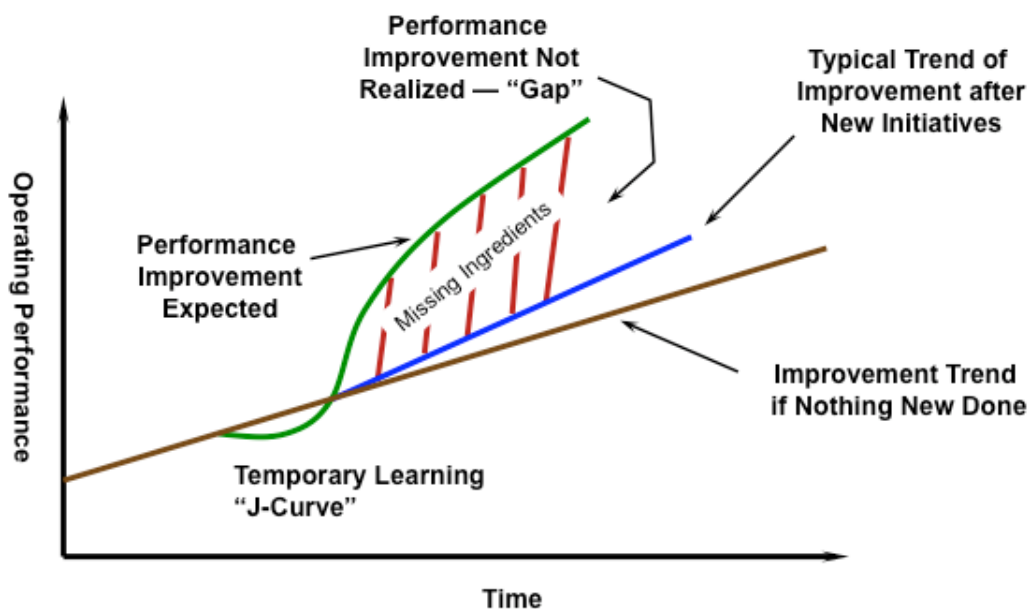 Performance
Improvement Not
Realized — “Gap”
Typical Trend of
Improvement after
New Initiatives
Operating Performance
Performance
Improvement
Expected
Missing Ingredients
Improvement Trend
if Nothing New Done
Temporary Learning
“J-Curve”
Time